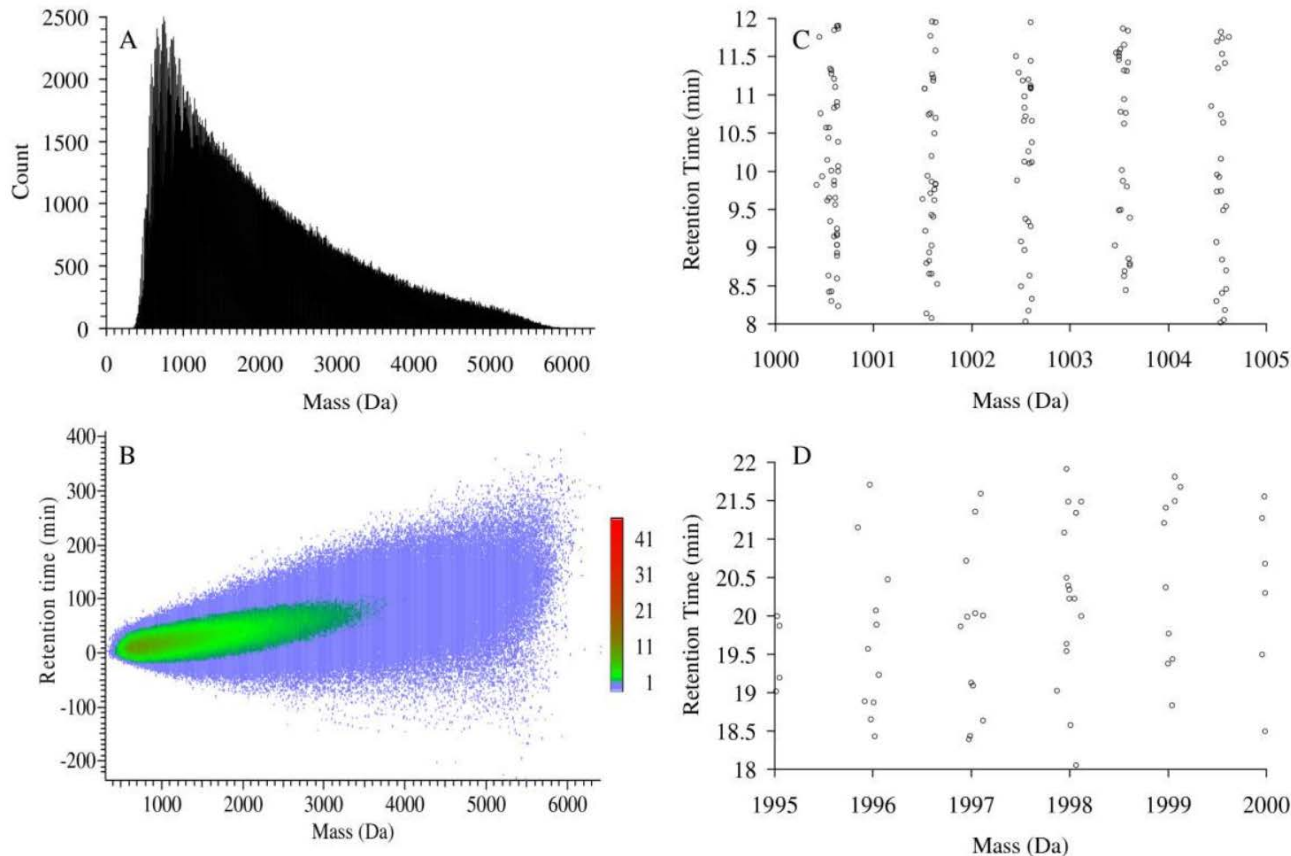 A
2500
2000
1500
1000
500
0
Count
0 1000 2000 3000 4000 5000 6000
Mass (Da)
C
12
11.5
11
10.5
10
9.5
9
8.5
8
Retention Time (min)
1000 1001 1002 1003 1004 1005
Mass (Da)
B
400
300
200
100
0
-100
-200
Retention time (min)
1000 2000 3000 4000 5000 6000
Mass (Da)
41
31
21
11
1
D
22
21.5
21
20.5
20
19.5
19
18.5
18
Retention Time (min)
1995 1996 1997 1998 1999 2000
Mass (Da)